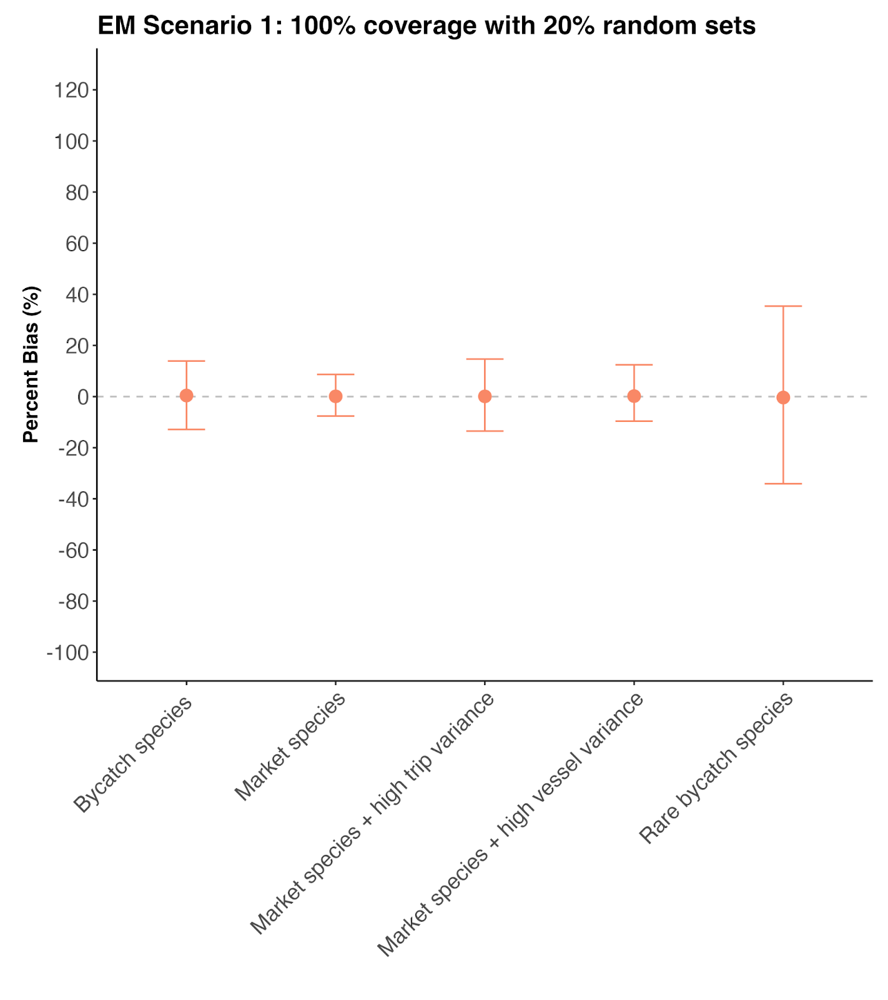 EM Scenario 1: 100% coverage with 20% random sets
Percent Bias (%)
120
100
80
60
40
20
0
-20
-40
-60
-80
-100
Bycatch species
Market species
Market species + high trip variance
Market species + high vessel variance
Rare bycatch species